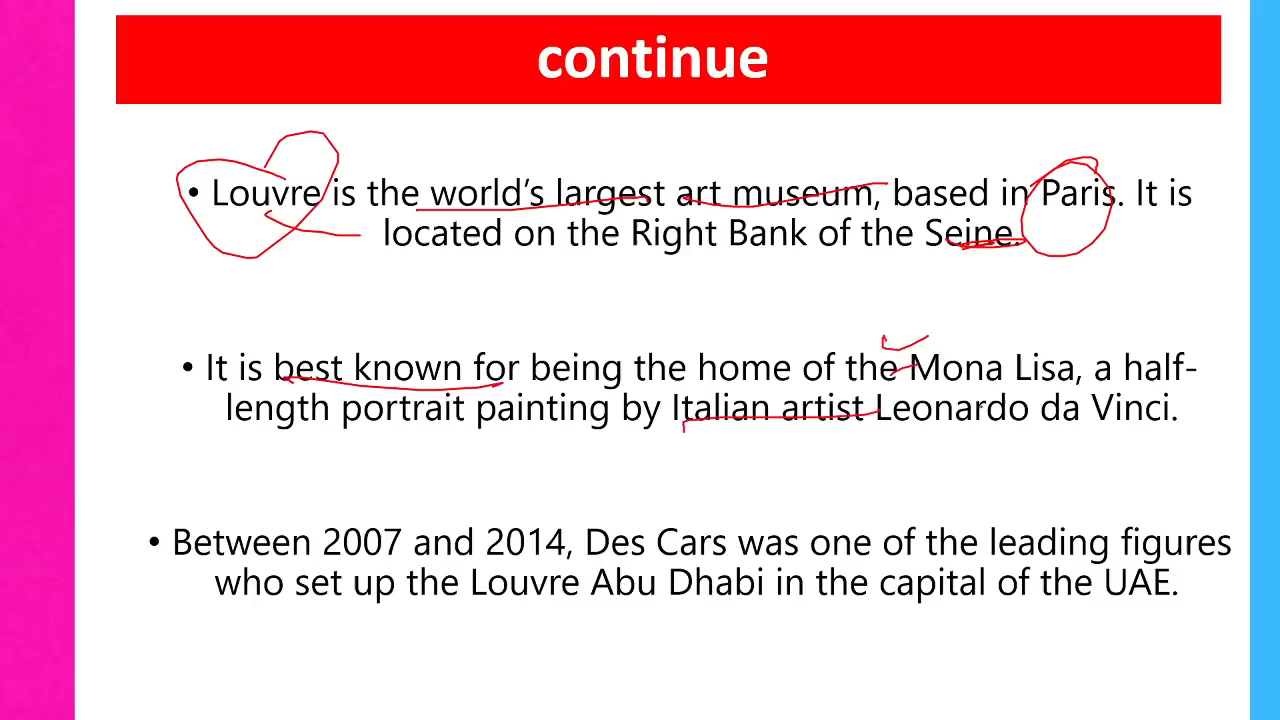 continue
• Louvre is the world's largest art museum, based in Paris. It is
located on the Right Bank of the Seine.
• It is best known for being the home of the Mona Lisa, a half-
length portrait painting by Italian artist Leonardo da Vinci.
• Between 2007 and 2014, Des Cars was one of the leading figures
who set up the Louvre Abu Dhabi in the capital of the UAE.